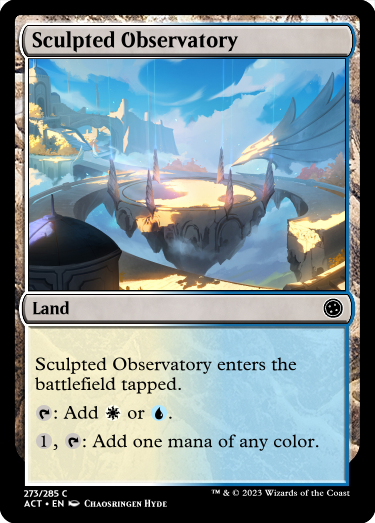 Sculpted Observatory
Land
Sculpted Observatory enters the
battlefield tapped.
: Add or .
1, : Add one mana of any color.
273/285 C
ACT • EN Chaosringen Hyde
™ & © 2023 Wizards of the Coast